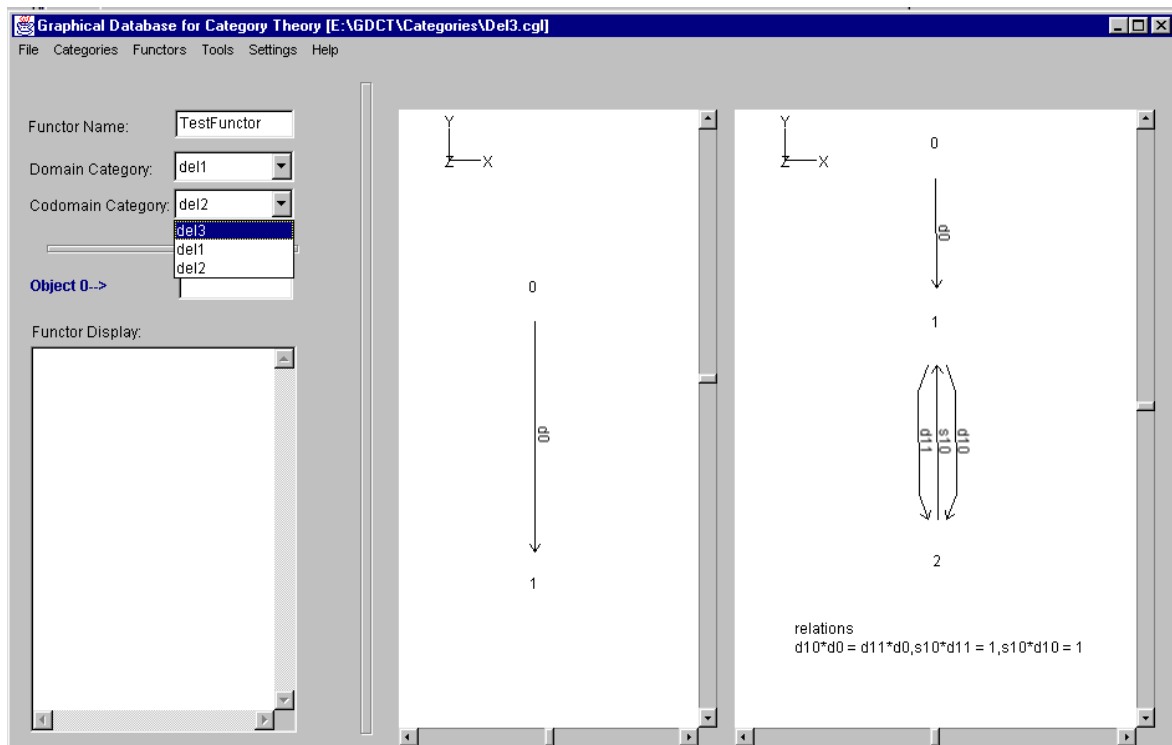 Graphical Database for Category Theory [E:\GDCT\Categories\Del3.cgl]
File Categories Functors Tools Settings Help
Functor Name: TestFunctor
Domain Category: del1
Codomain Category: del2
del3
del1
del2
Object 0-->
Functor Display:
Y
Z X
0
d0
1
Y
Z X
0
d0
1
d11 s10 d10
2
relations
d10*d0 = d11*d0,s10*d11 = 1,s10*d10 = 1